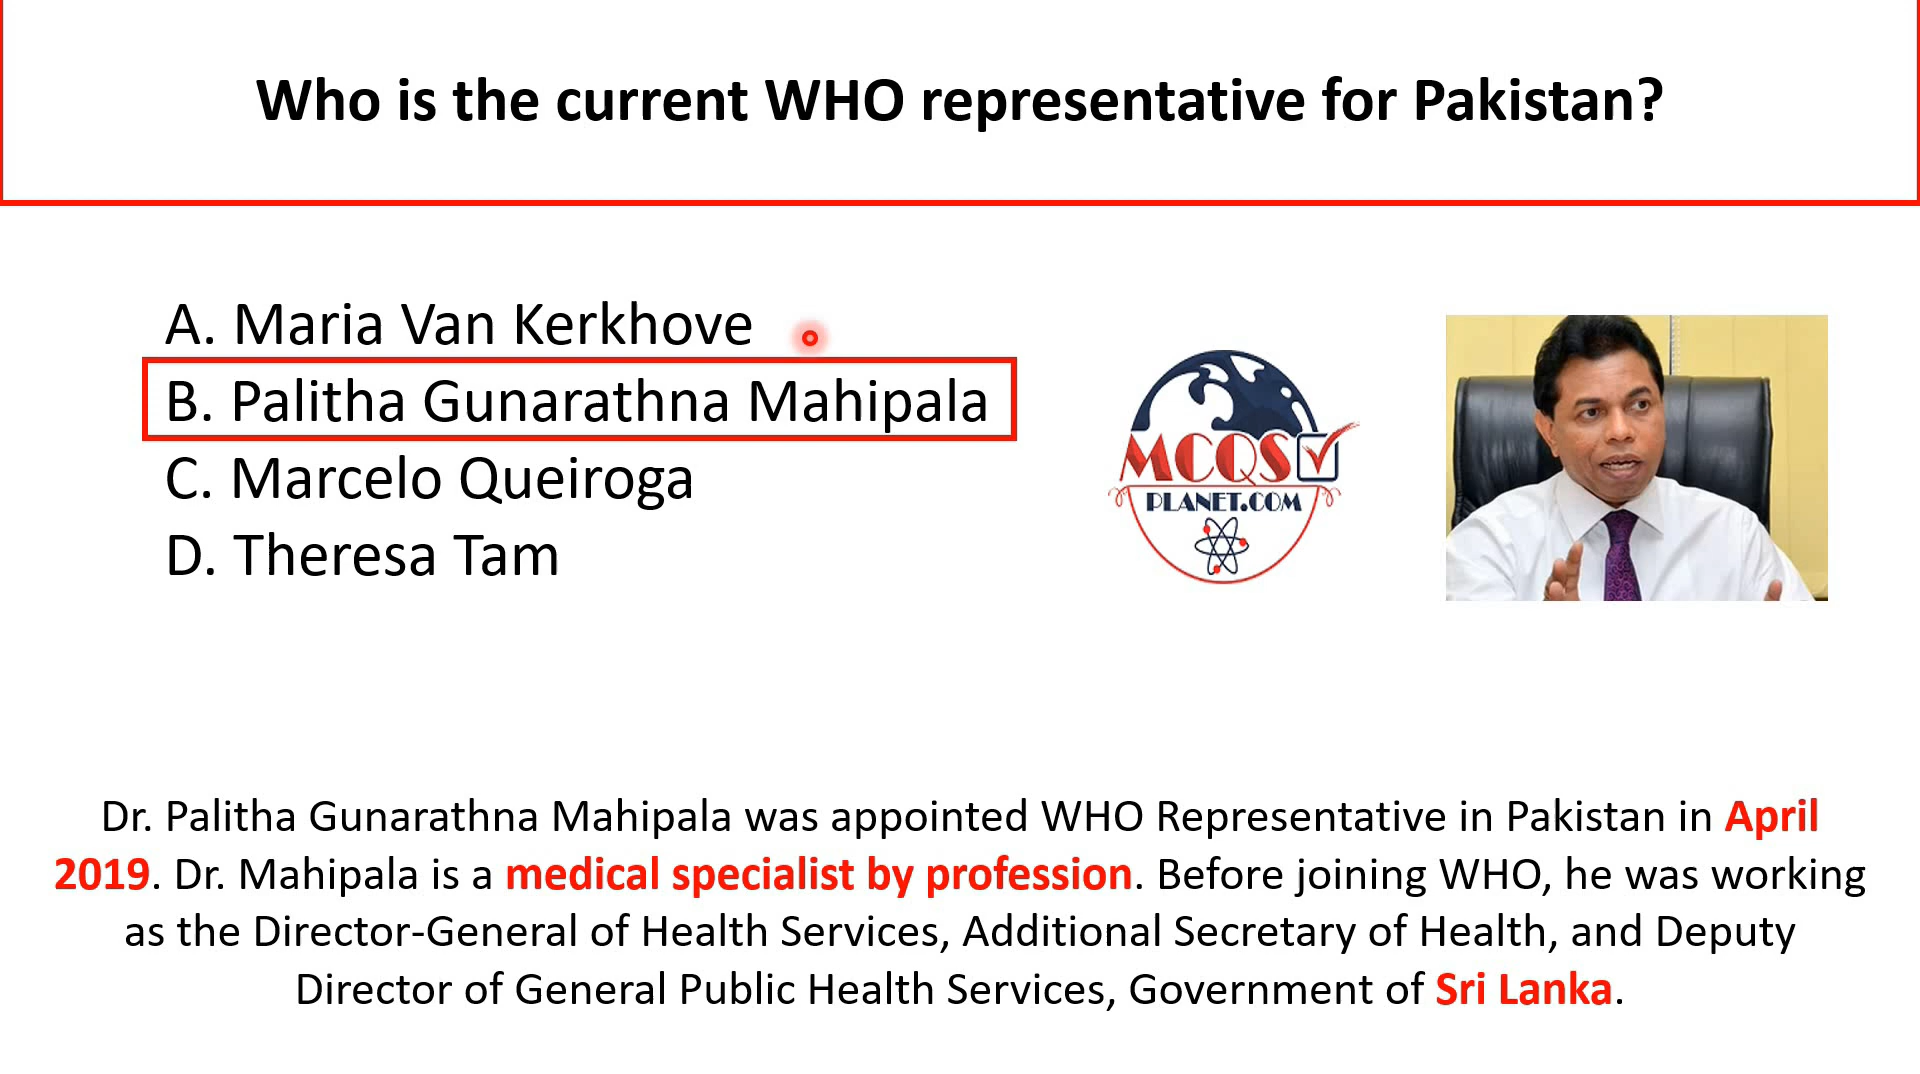 Who is the current WHO representative for Pakistan?
A. Maria Van Kerkhove
B. Palitha Gunarathna Mahipala
C. Marcelo Queiroga
D. Theresa Tam
MCQS
PLANET.COM
Dr. Palitha Gunarathna Mahipala was appointed WHO Representative in Pakistan in April
2019. Dr. Mahipala is a medical specialist by profession. Before joining WHO, he was working
as the Director-General of Health Services, Additional Secretary of Health, and Deputy
Director of General Public Health Services, Government of Sri Lanka.